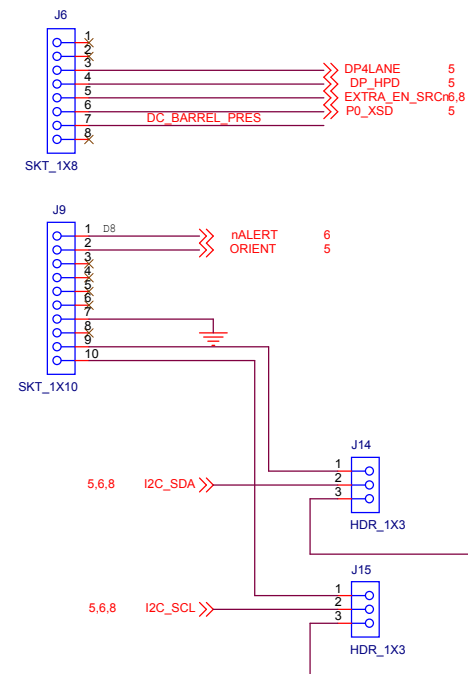 J6
1
2
3 DP4LANE 5
4 DP_HPD 5
5 EXTRA_EN_SRCn 6,8
6 P0_XSD 5
7 DC_BARREL_PRES
8
SKT_1X8
J9
1 D8 nALERT 6
2 ORIENT 5
3
4
5
6
7
8
9
10
SKT_1X10
J14
1
5,6,8 I2C_SDA 2
3
HDR_1X3
J15
1
5,6,8 I2C_SCL 2
3
HDR_1X3